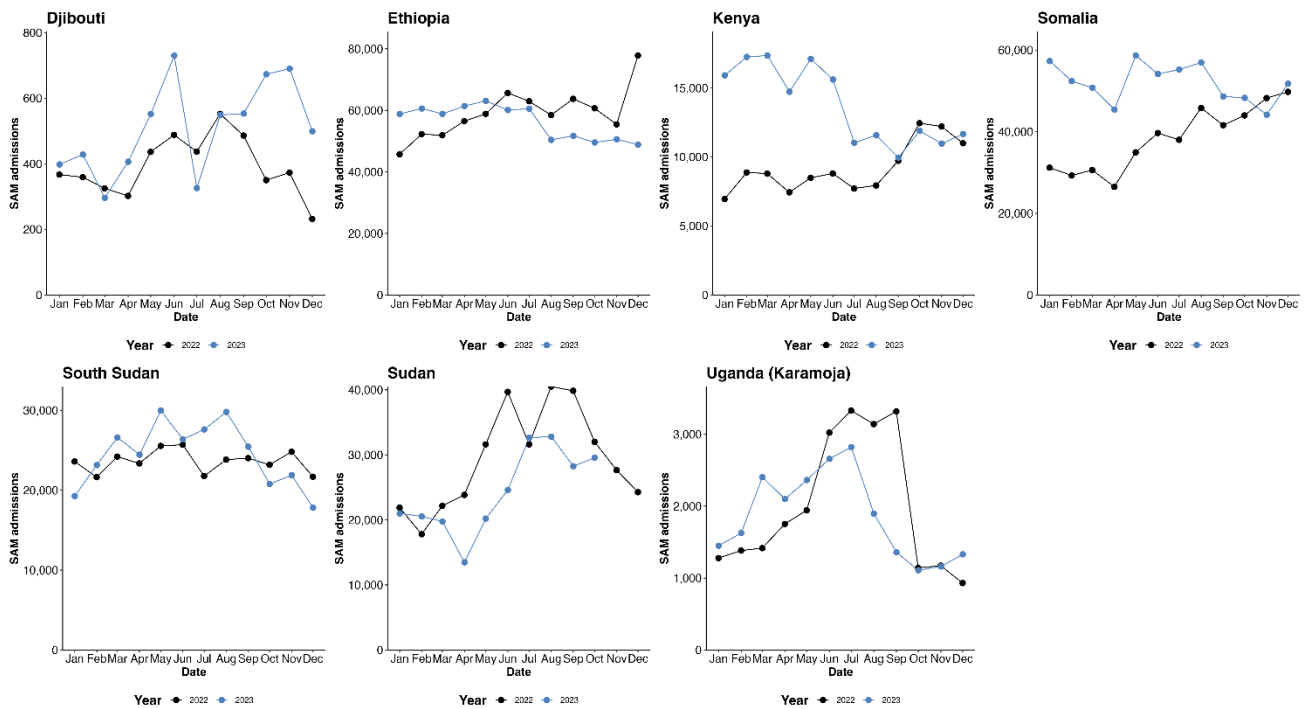 Djibouti
SAM admissions
800
600
400
200
0
Jan Feb Mar Apr May Jun Jul Aug Sep Oct Nov Dec
Date
Year 2022 2023
Ethiopia
SAM admissions
80,000
60,000
40,000
20,000
0
Jan Feb Mar Apr May Jun Jul Aug Sep Oct Nov Dec
Date
Year 2022 2023
Kenya
SAM admissions
15,000
10,000
5,000
0
Jan Feb Mar Apr May Jun Jul Aug Sep Oct Nov Dec
Date
Year 2022 2023
Somalia
SAM admissions
60,000
40,000
20,000
0
Jan Feb Mar Apr May Jun Jul Aug Sep Oct Nov Dec
Date
Year 2022 2023
South Sudan
SAM admissions
30,000
20,000
10,000
0
Jan Feb Mar Apr May Jun Jul Aug Sep Oct Nov Dec
Date
Year 2022 2023
Sudan
SAM admissions
40,000
30,000
20,000
10,000
0
Jan Feb Mar Apr May Jun Jul Aug Sep Oct Nov Dec
Date
Year 2022 2023
Uganda (Karamoja)
SAM admissions
3,000
2,000
1,000
0
Jan Feb Mar Apr May Jun Jul Aug Sep Oct Nov Dec
Date
Year 2022 2023